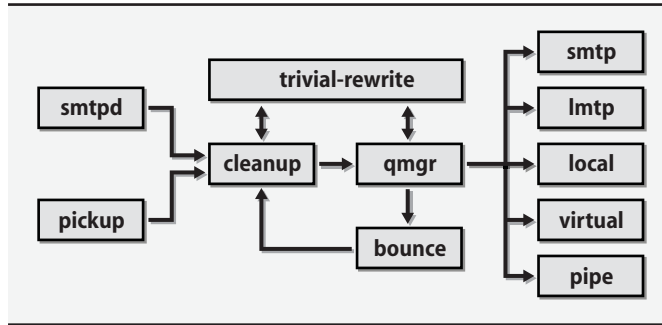 smtp
trivial-rewrite
smtpd
lmtp
cleanup
qmgr
local
pickup
virtual
bounce
pipe